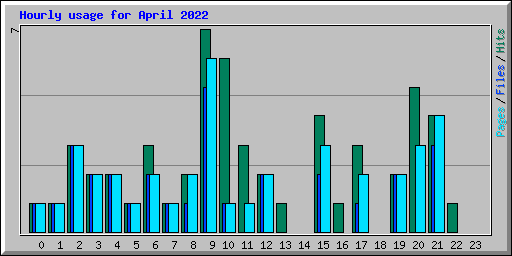 Hourly usage for April 2022
7
Pages/Files/Hits
0 1 2 3 4 5 6 7 8 9 10 11 12 13 14 15 16 17 18 19 20 21 22 23